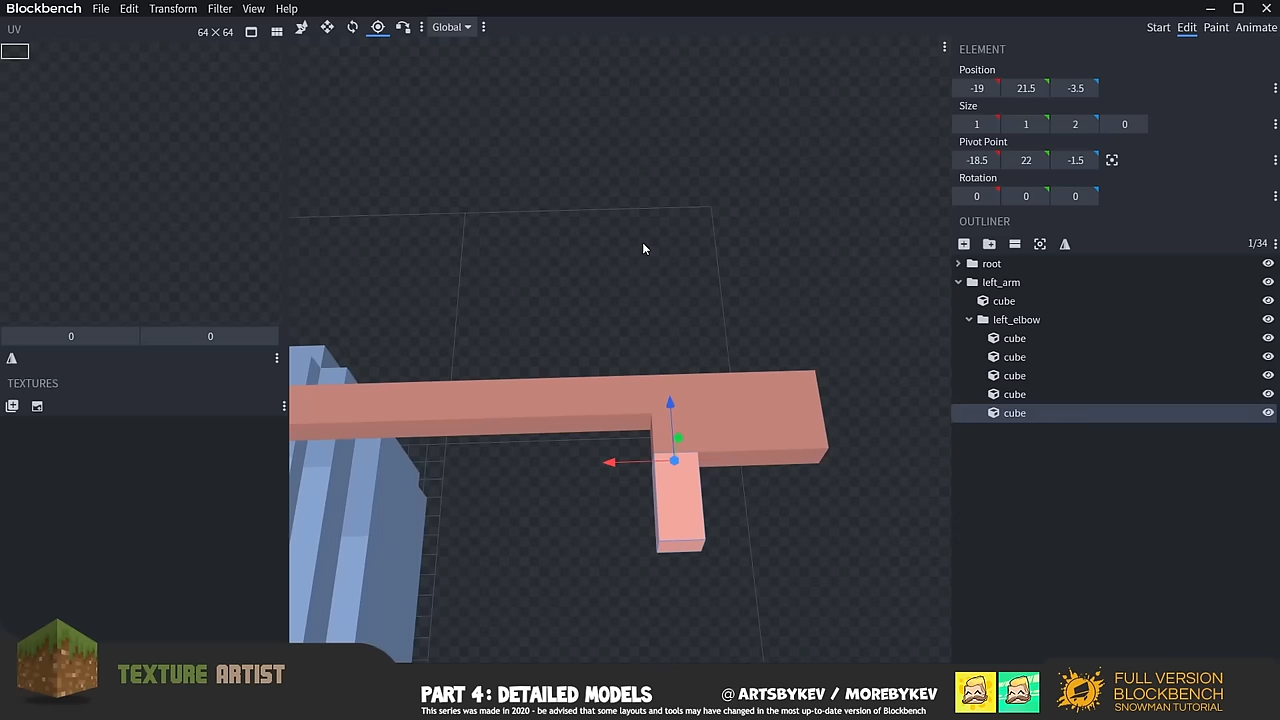 Blockbench File Edit Transform Filter View Help
UV 64 × 64 Global Start Edit Paint Animate
ELEMENT
Position
-19 21.5 -3.5
Size
1 1 2 0
Pivot Point
-18.5 22 -1.5
Rotation
0 0 0
OUTLINER
1/34
root
left_arm
cube
left_elbow
cube
cube
cube
cube
cube
0 0
TEXTURES
TEXTURE ARTIST
PART 4: DETAILED MODELS
This series was made in 2020 - be advised that some layouts and tools may have changed in the most up-to-date version of Blockbench
@ARTSBYKEV / MOREBYKEV
FULL VERSION
BLOCKBENCH
SNOWMAN TUTORIAL